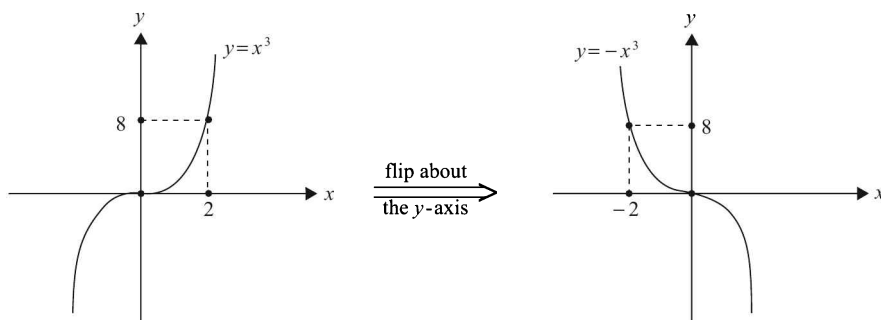 y
y=x³
8
2
x
flip about
the y-axis
y
y=−x³
8
−2
x